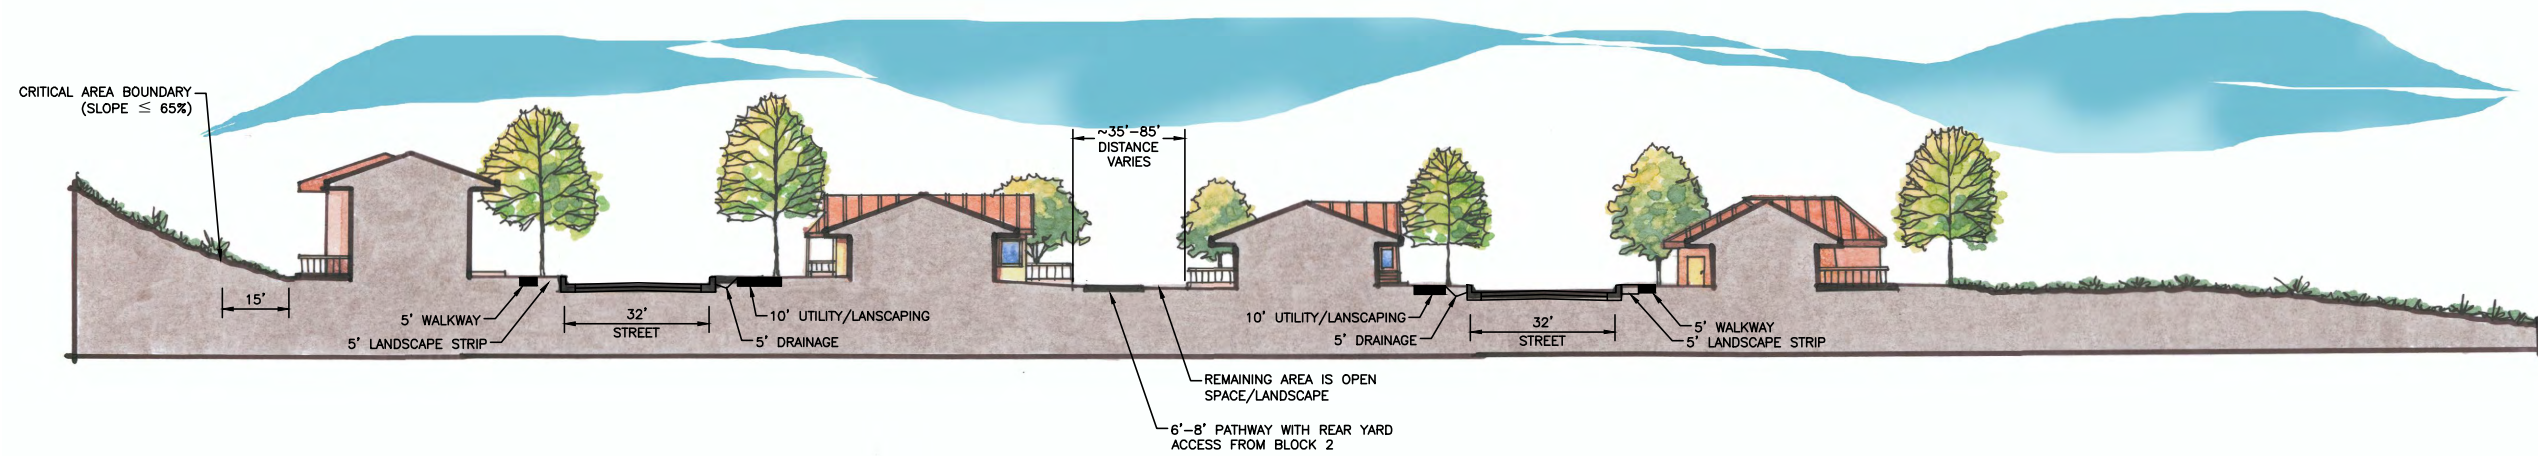 CRITICAL AREA BOUNDARY
(SLOPE ≤ 65%)
~35'-85'
DISTANCE
VARIES
15'
5' WALKWAY
5' LANDSCAPE STRIP
32'
STREET
10' UTILITY/LANSCAPING
5' DRAINAGE
10' UTILITY/LANSCAPING
5' DRAINAGE
32'
STREET
5' WALKWAY
5' LANDSCAPE STRIP
REMAINING AREA IS OPEN
SPACE/LANDSCAPE
6'-8' PATHWAY WITH REAR YARD
ACCESS FROM BLOCK 2